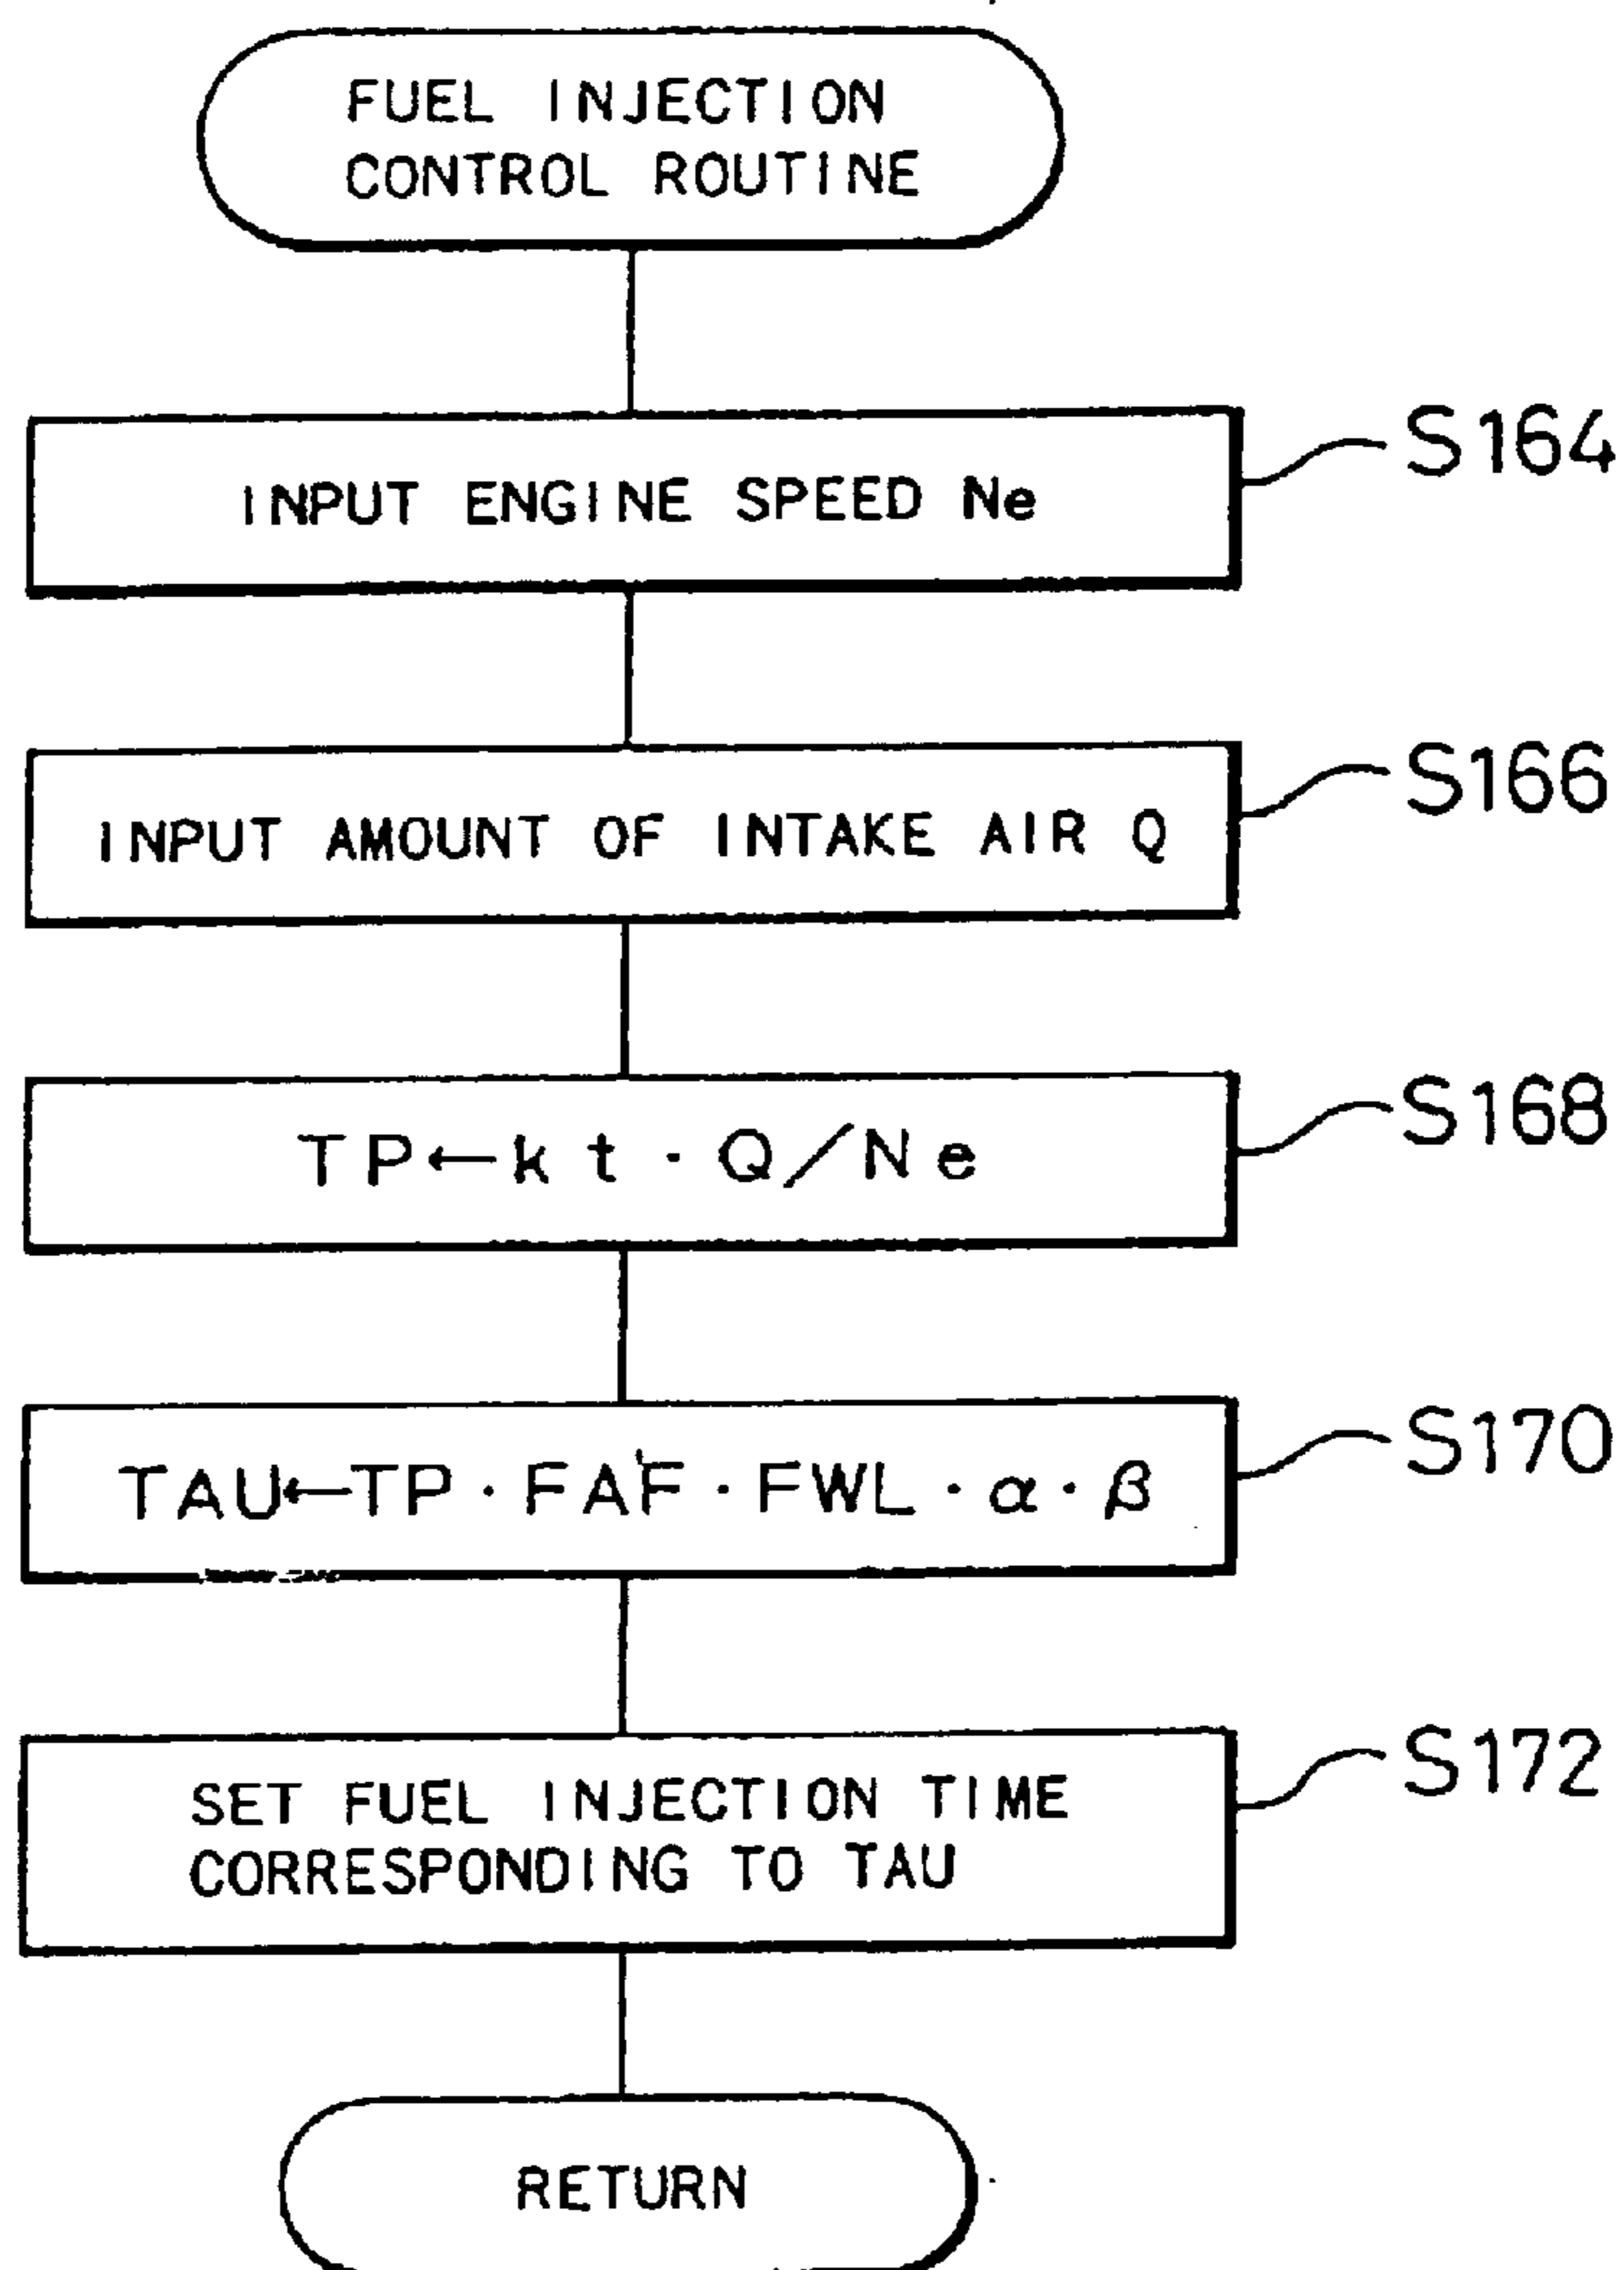 FUEL INJECTION
CONTROL ROUTINE
S164
INPUT ENGINE SPEED Ne
S166
INPUT AMOUNT OF INTAKE AIR Q
S168
TP←kt·Q/Ne
S170
TAU←TP·FAF·FWL·α·β
S172
SET FUEL INJECTION TIME
CORRESPONDING TO TAU
RETURN